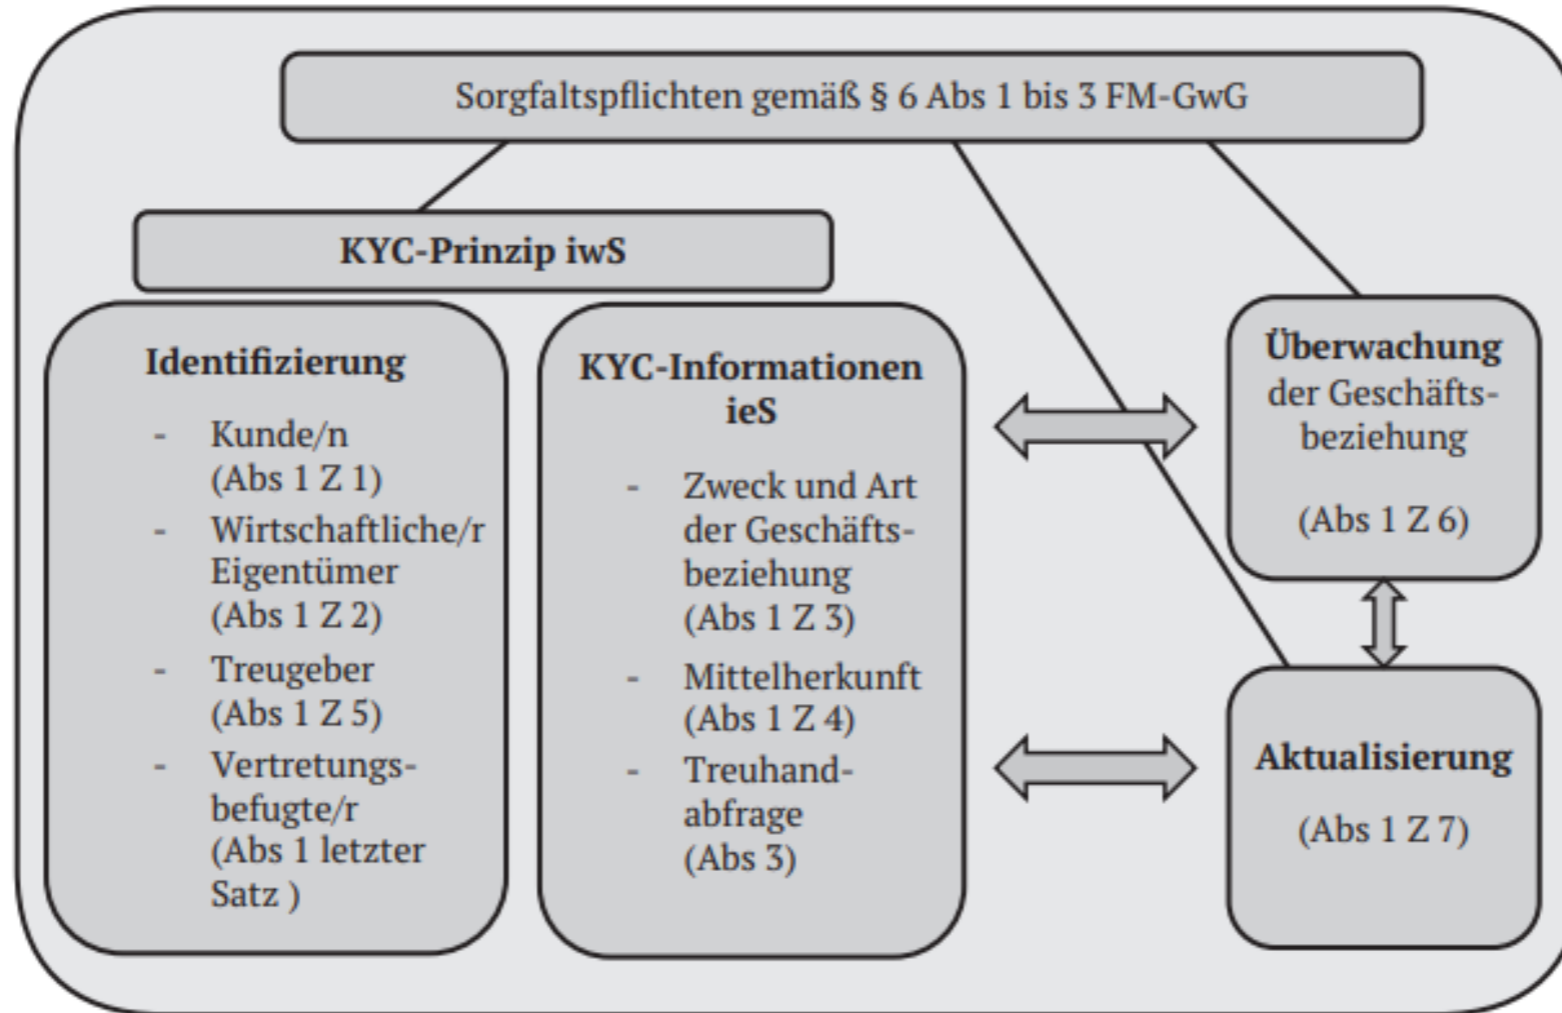 Sorgfaltspflichten gemäß § 6 Abs 1 bis 3 FM-GwG
KYC-Prinzip iwS
Identifizierung
- Kunde/n
(Abs 1 Z 1)
- Wirtschaftliche/r
Eigentümer
(Abs 1 Z 2)
- Treugeber
(Abs 1 Z 5)
- Vertretungs-
befugte/r
(Abs 1 letzter
Satz )
KYC-Informationen
ieS
- Zweck und Art
der Geschäfts-
beziehung
(Abs 1 Z 3)
- Mittelherkunft
(Abs 1 Z 4)
- Treuhand-
abfrage
(Abs 3)
Überwachung
der Geschäfts-
beziehung
(Abs 1 Z 6)
Aktualisierung
(Abs 1 Z 7)